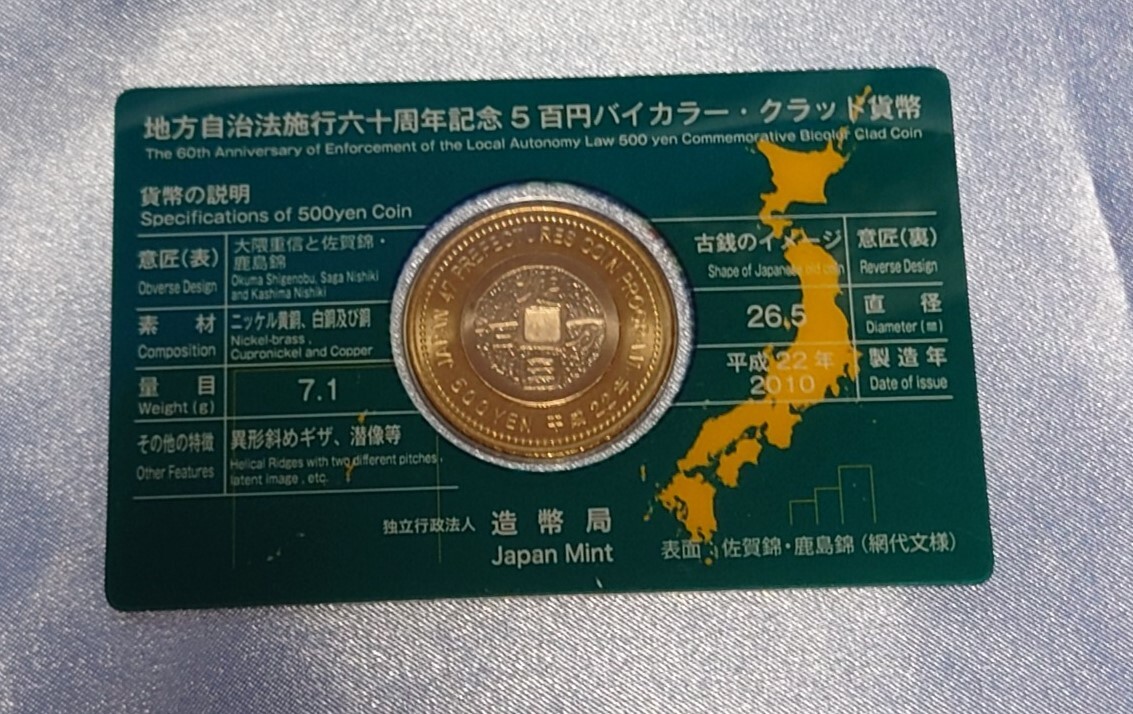 地方自治法施行六十周年記念５百円バイカラー・クラッド貨幣
The 60th Anniversary of Enforcement of the Local Autonomy Law 500 yen Commemorative Bicolor Clad Coin
貨幣の説明
Specifications of 500yen Coin
意匠(表)
Obverse Design
大隈重信と佐賀錦・
鹿島錦
Okuma Shigenobu, Saga Nishiki
and Kashima Nishiki
素材
Composition
ニッケル黄銅、白銅及び銅
Nickel-brass,
Cupronickel and Copper
量目
Weight (g)
7.1
その他の特徴
Other Features
異形斜めギザ、潜像等
Helical Ridges with two different pitches,
latent image, etc.
JAPAN 47 PREFECTURES COIN PROGRAM
500 YEN 平成22年
古銭のイメージ
Shape of Japanese old coin
意匠(裏)
Reverse Design
26.5
直径
Diameter (㎜)
平成22年
2010
製造年
Date of issue
独立行政法人 造幣局
Japan Mint
表面：佐賀錦・鹿島錦（網代文様）